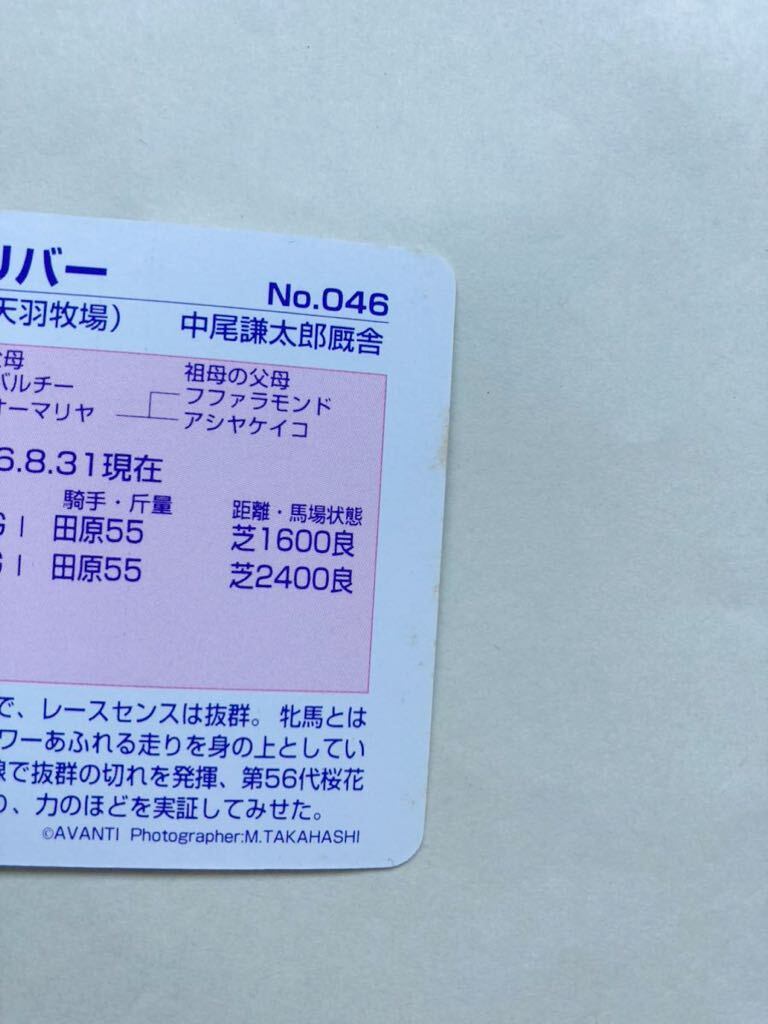 リバー
No.046
天羽牧場) 中尾謙太郎厩舎
父母 祖母の父母
バルチー フファラモンド
オーマリヤ アシヤケイコ
6.8.31現在
騎手・斤量 距離・馬場状態
GI 田原55 芝1600良
GI 田原55 芝2400良
で、レースセンスは抜群。牝馬とは
ワーあふれる走りを身の上としてい
線で抜群の切れを発揮、第56代桜花
り、力のほどを実証してみせた。
©AVANTI Photographer:M.TAKAHASHI